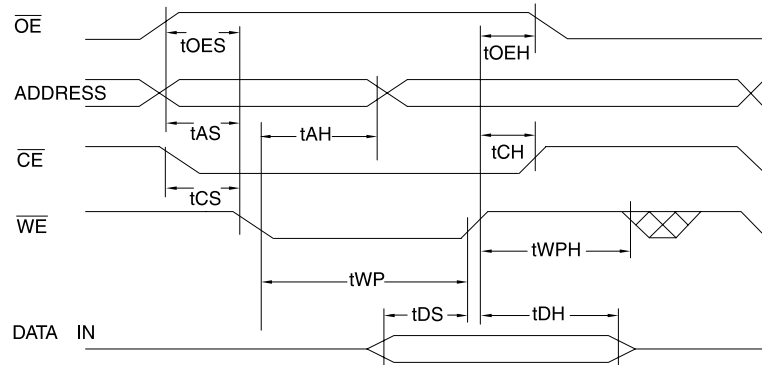 OE
tOES
tOEH
ADDRESS
tAS
tAH
tCH
CE
tCS
WE
tWPH
tWP
tDS
tDH
DATA IN